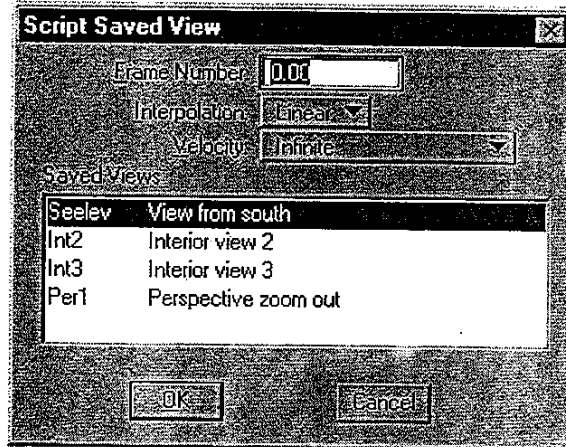 Script Saved View
Frame Number 0.00
Interpolation Linear
Velocity Infinite
Saved Views
Seelev View from south
Int2 Interior view 2
Int3 Interior view 3
Per1 Perspective zoom out
OK Cancel